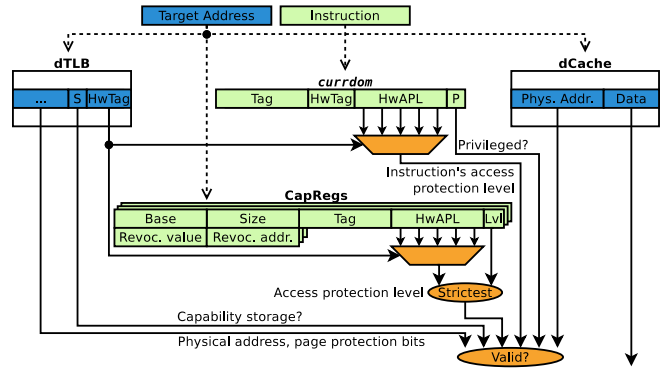 Target Address
Instruction
dTLB
currdom
dCache
... S HwTag
Tag HwTag HwAPL P
Phys. Addr. Data
Privileged?
Instruction's access
protection level
CapRegs
Base Size Tag HwAPL Lvl
Revoc. value Revoc. addr.
Access protection level
Strictest
Capability storage?
Physical address, page protection bits
Valid?